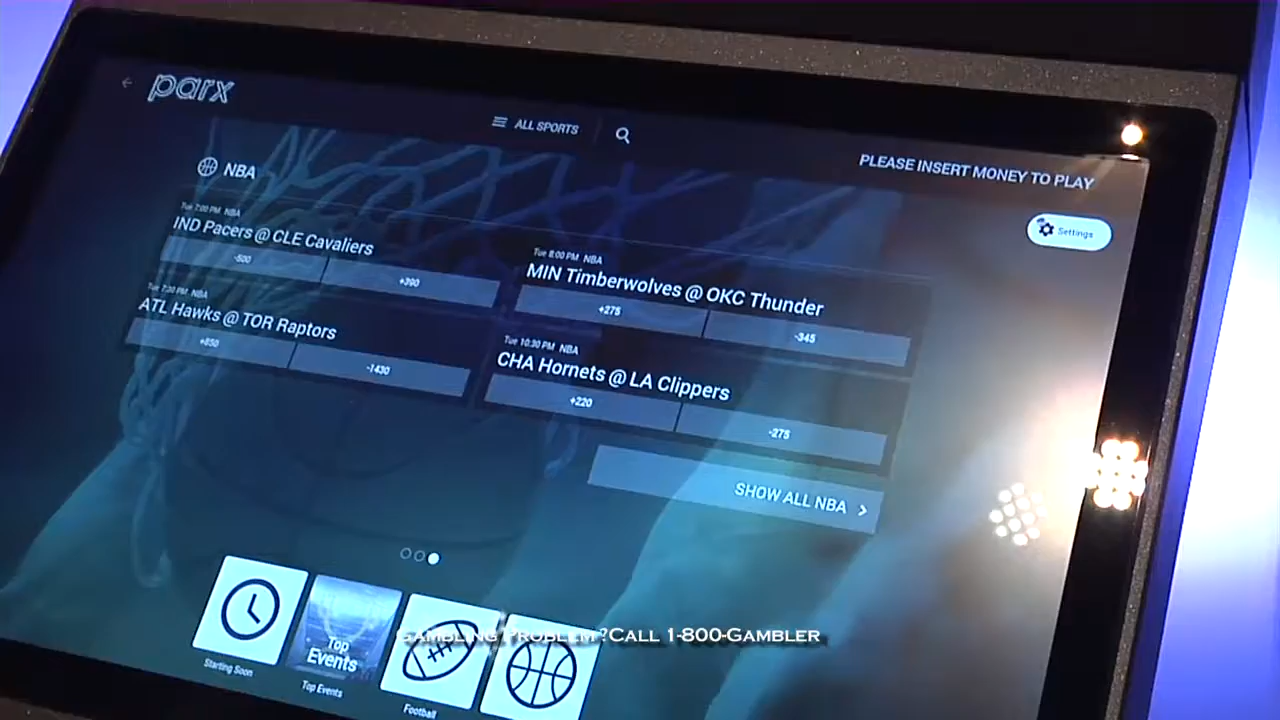 parx
ALL SPORTS
PLEASE INSERT MONEY TO PLAY
NBA
Settings
Tue 7:00 PM NBA
IND Pacers @ CLE Cavaliers
-500 +390
Tue 8:00 PM NBA
MIN Timberwolves @ OKC Thunder
+275 -345
Tue 7:30 PM NBA
ATL Hawks @ TOR Raptors
+850 -1430
Tue 10:30 PM NBA
CHA Hornets @ LA Clippers
+220 -275
SHOW ALL NBA >
Top
Events
Gambling Problem ?Call 1-800-Gambler
Starting Soon
Top Events
Football